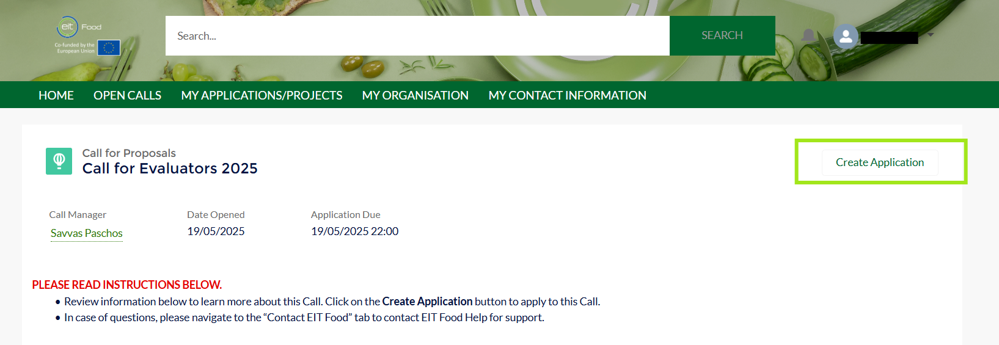 eit Food
Co-funded by the
European Union
Search...
SEARCH
HOME
OPEN CALLS
MY APPLICATIONS/PROJECTS
MY ORGANISATION
MY CONTACT INFORMATION
Call for Proposals
Call for Evaluators 2025
Create Application
Call Manager
Savvas Paschos
Date Opened
19/05/2025
Application Due
19/05/2025 22:00
PLEASE READ INSTRUCTIONS BELOW.
• Review information below to learn more about this Call. Click on the Create Application button to apply to this Call.
• In case of questions, please navigate to the “Contact EIT Food” tab to contact EIT Food Help for support.